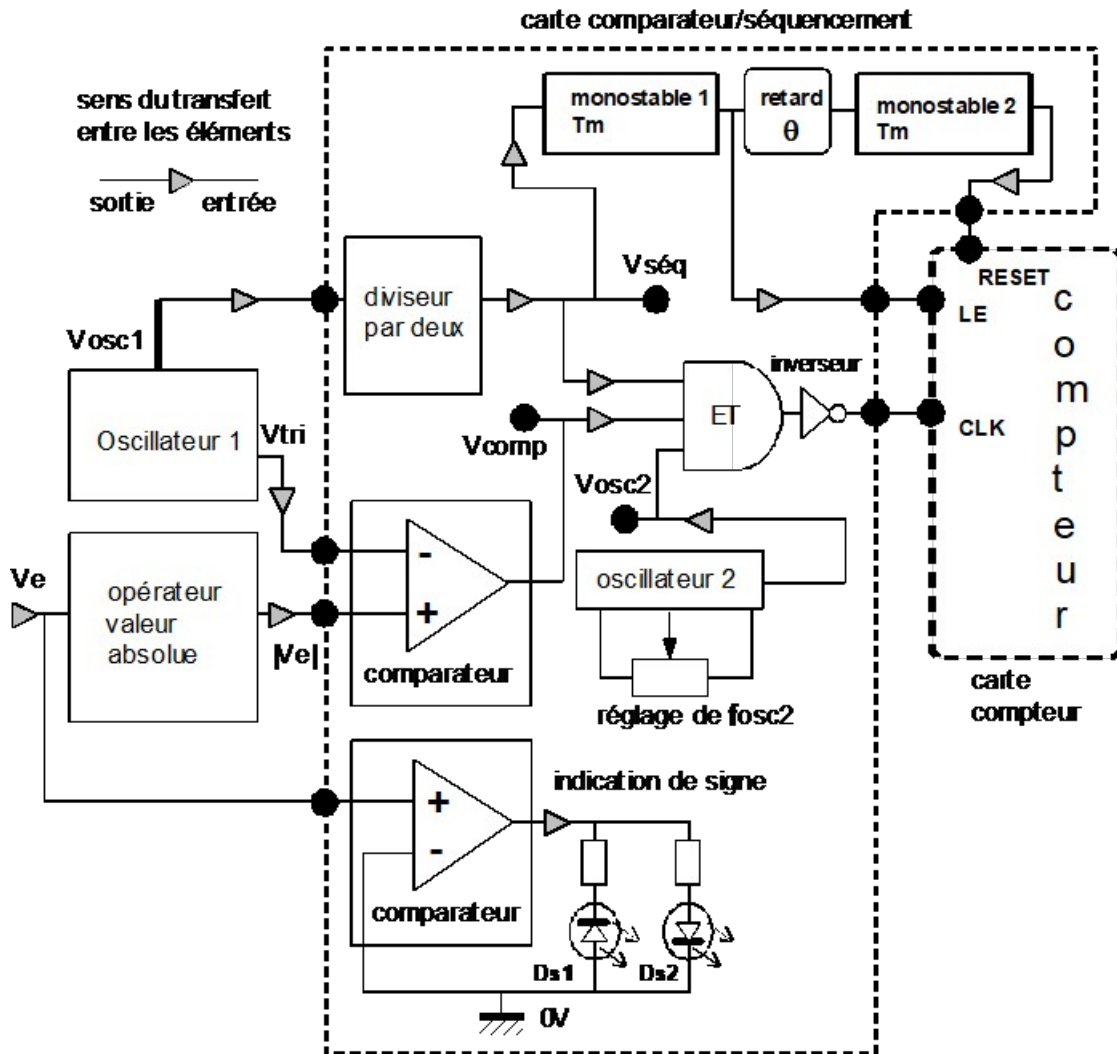 carte comparateur/séquencement
sens du transfert
entre les éléments
sortie entrée
monostable 1
Tm
retard
θ
monostable 2
Tm
Vosc1
diviseur
par deux
Vséq
RESET
LE
CLK
compteur
Oscillateur 1
Vtri
Vcomp
ET
inverseur
Vosc2
Ve
opérateur
valeur
absolue
|Ve|
-
+
comparateur
oscillateur 2
réglage de fosc2
carte
compteur
indication de signe
+
-
comparateur
Ds1
Ds2
0V